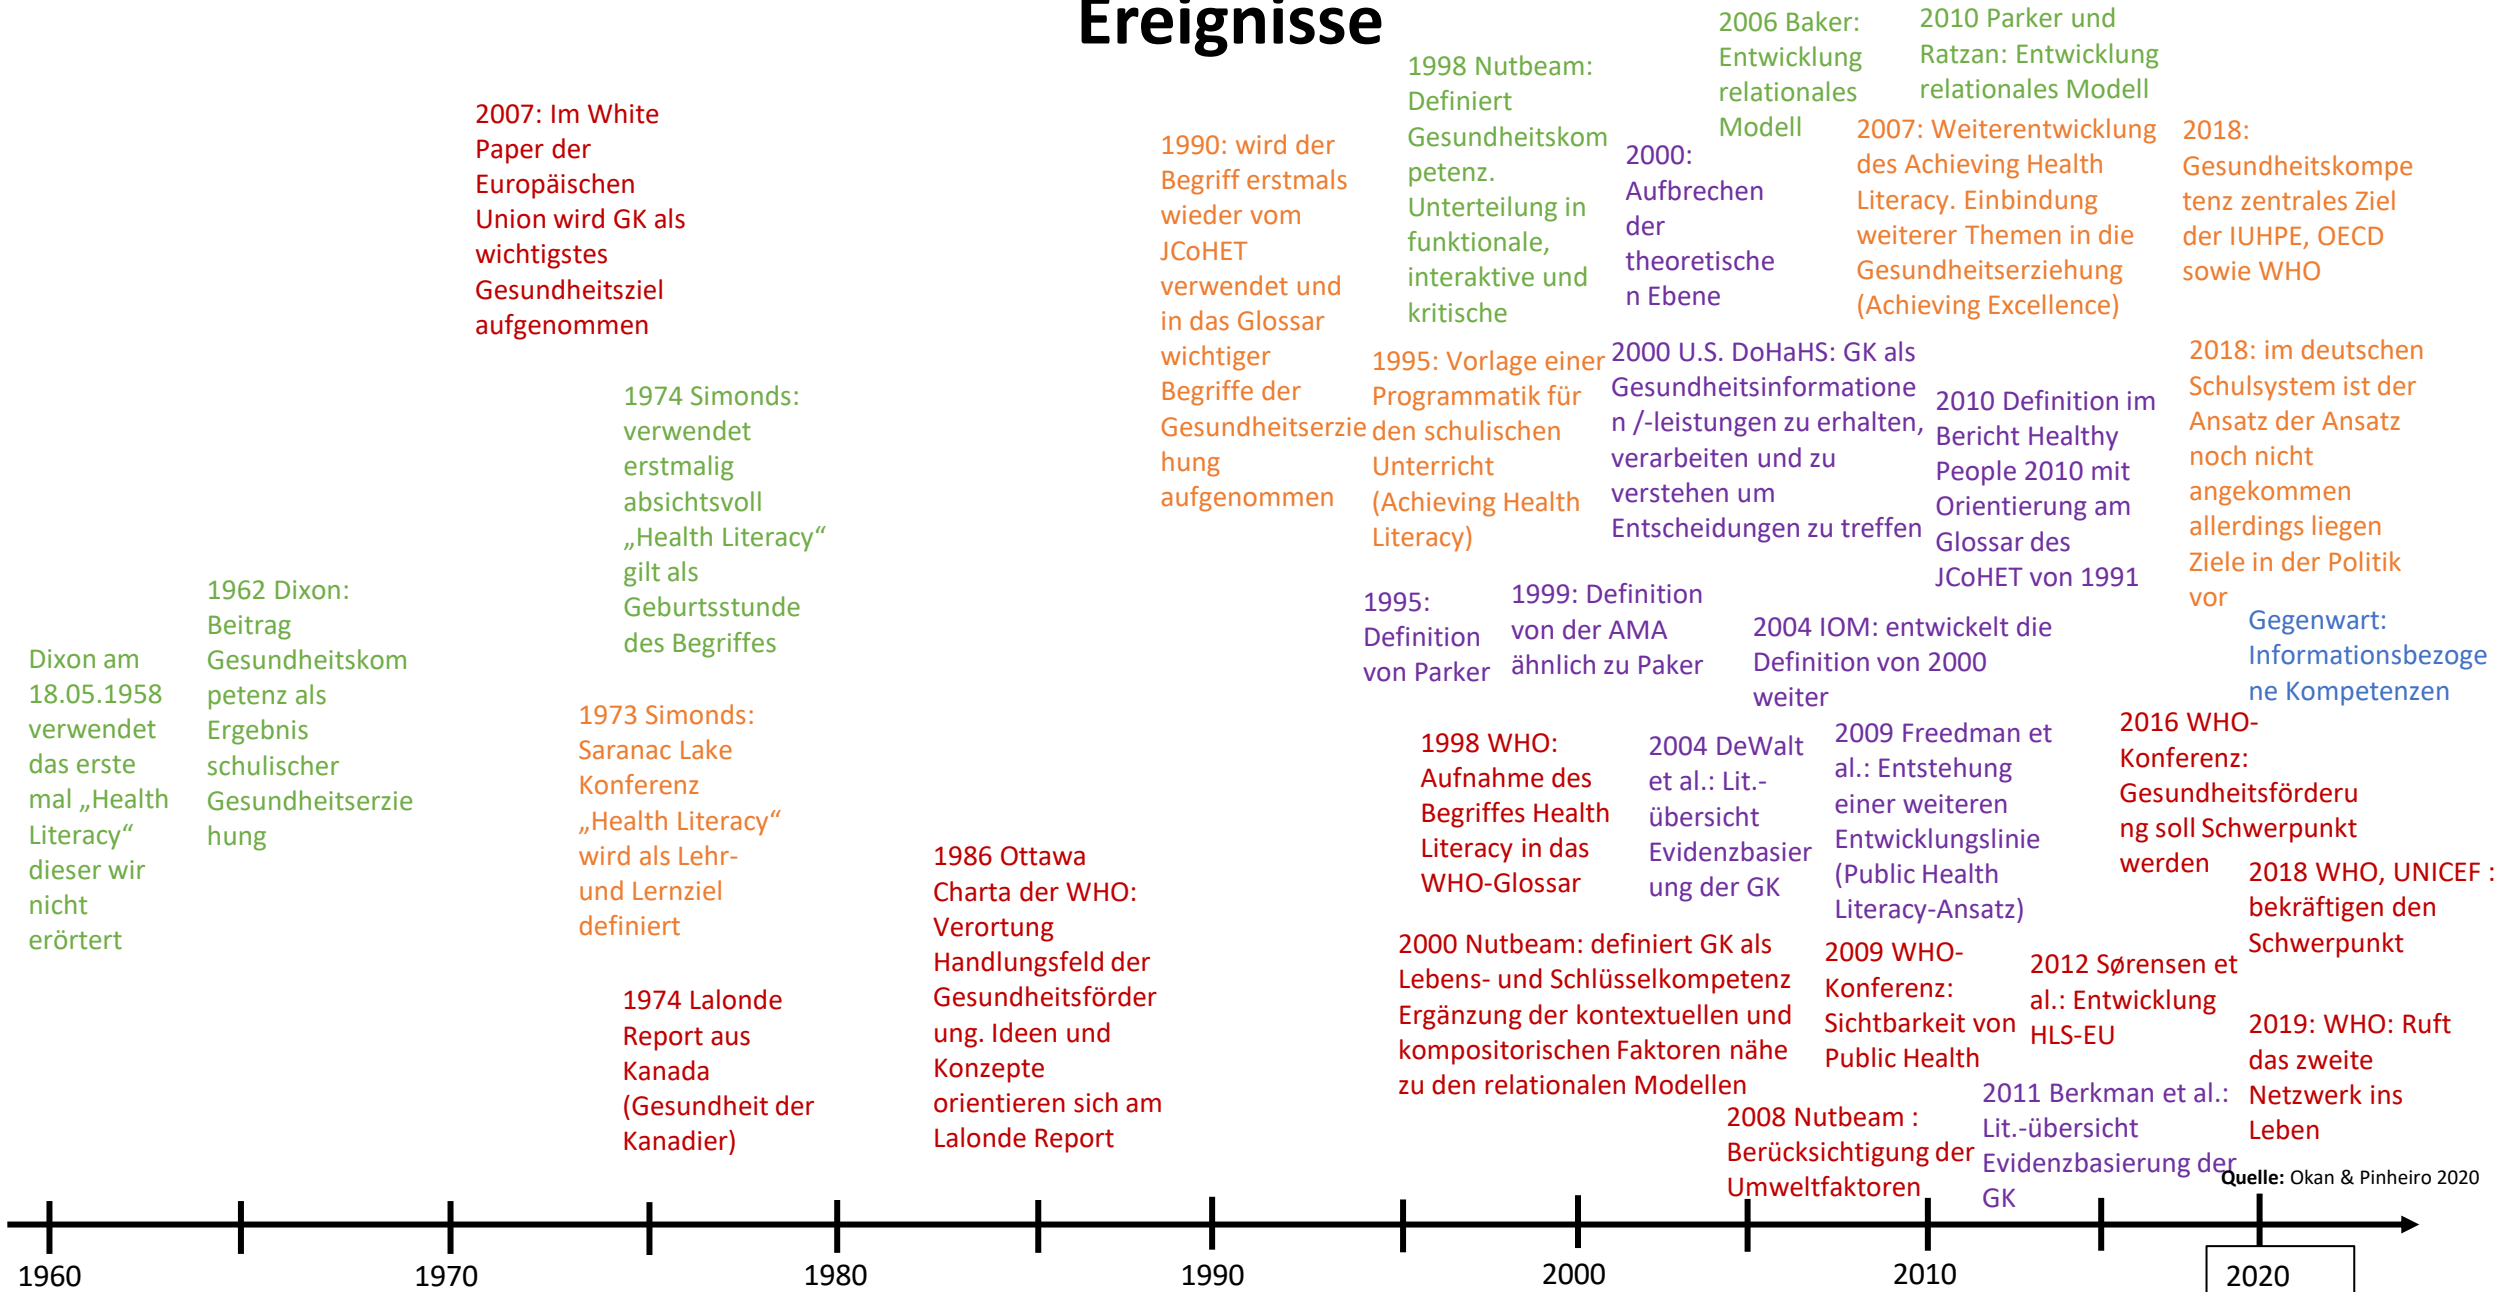 Ereignisse
2007: Im White
Paper der
Europäischen
Union wird GK als
wichtigstes
Gesundheitsziel
aufgenommen
Dixon am
18.05.1958
verwendet
das erste
mal „Health
Literacy“
dieser wir
nicht
erörtert
1962 Dixon:
Beitrag
Gesundheitskom
petenz als
Ergebnis
schulischer
Gesundheitserzie
hung
1974 Simonds:
verwendet
erstmalig
absichtsvoll
„Health Literacy“
gilt als
Geburtsstunde
des Begriffes
1973 Simonds:
Saranac Lake
Konferenz
„Health Literacy“
wird als Lehr-
und Lernziel
definiert
1974 Lalonde
Report aus
Kanada
(Gesundheit der
Kanadier)
1986 Ottawa
Charta der WHO:
Verortung
Handlungsfeld der
Gesundheitsförder
ung. Ideen und
Konzepte
orientieren sich am
Lalonde Report
1990: wird der
Begriff erstmals
wieder vom
JCoHET
verwendet und
in das Glossar
wichtiger
Begriffe der
Gesundheitserzie
hung
aufgenommen
1998 Nutbeam:
Definiert
Gesundheitskom
petenz.
Unterteilung in
funktionale,
interaktive und
kritische
1995: Vorlage einer
Programmatik für
den schulischen
Unterricht
(Achieving Health
Literacy)
1995:
Definition
von Parker
1999: Definition
von der AMA
ähnlich zu Paker
1998 WHO:
Aufnahme des
Begriffes Health
Literacy in das
WHO-Glossar
2000 Nutbeam: definiert GK als
Lebens- und Schlüsselkompetenz
Ergänzung der kontextuellen und
kompositorischen Faktoren nähe
zu den relationalen Modellen
2006 Baker:
Entwicklung
relationales
Modell
2000:
Aufbrechen
der
theoretische
n Ebene
2000 U.S. DoHaHS: GK als
Gesundheitsinformatione
n /-leistungen zu erhalten,
verarbeiten und zu
verstehen um
Entscheidungen zu treffen
2004 IOM: entwickelt die
Definition von 2000
weiter
2004 DeWalt
et al.: Lit.-
übersicht
Evidenzbasier
ung der GK
2009 Freedman et
al.: Entstehung
einer weiteren
Entwicklungslinie
(Public Health
Literacy-Ansatz)
2009 WHO-
Konferenz:
Sichtbarkeit von
Public Health
2008 Nutbeam :
Berücksichtigung der
Umweltfaktoren
2010 Parker und
Ratzan: Entwicklung
relationales Modell
2007: Weiterentwicklung
des Achieving Health
Literacy. Einbindung
weiterer Themen in die
Gesundheitserziehung
(Achieving Excellence)
2010 Definition im
Bericht Healthy
People 2010 mit
Orientierung am
Glossar des
JCoHET von 1991
2012 Sørensen et
al.: Entwicklung
HLS-EU
2011 Berkman et al.:
Lit.-übersicht
Evidenzbasierung der
GK
2018:
Gesundheitskompe
tenz zentrales Ziel
der IUHPE, OECD
sowie WHO
2018: im deutschen
Schulsystem ist der
Ansatz der Ansatz
noch nicht
angekommen
allerdings liegen
Ziele in der Politik
vor
Gegenwart:
Informationsbezoge
ne Kompetenzen
2016 WHO-
Konferenz:
Gesundheitsförderu
ng soll Schwerpunkt
werden
2018 WHO, UNICEF :
bekräftigen den
Schwerpunkt
2019: WHO: Ruft
das zweite
Netzwerk ins
Leben
Quelle: Okan & Pinheiro 2020
1960
1970
1980
1990
2000
2010
2020